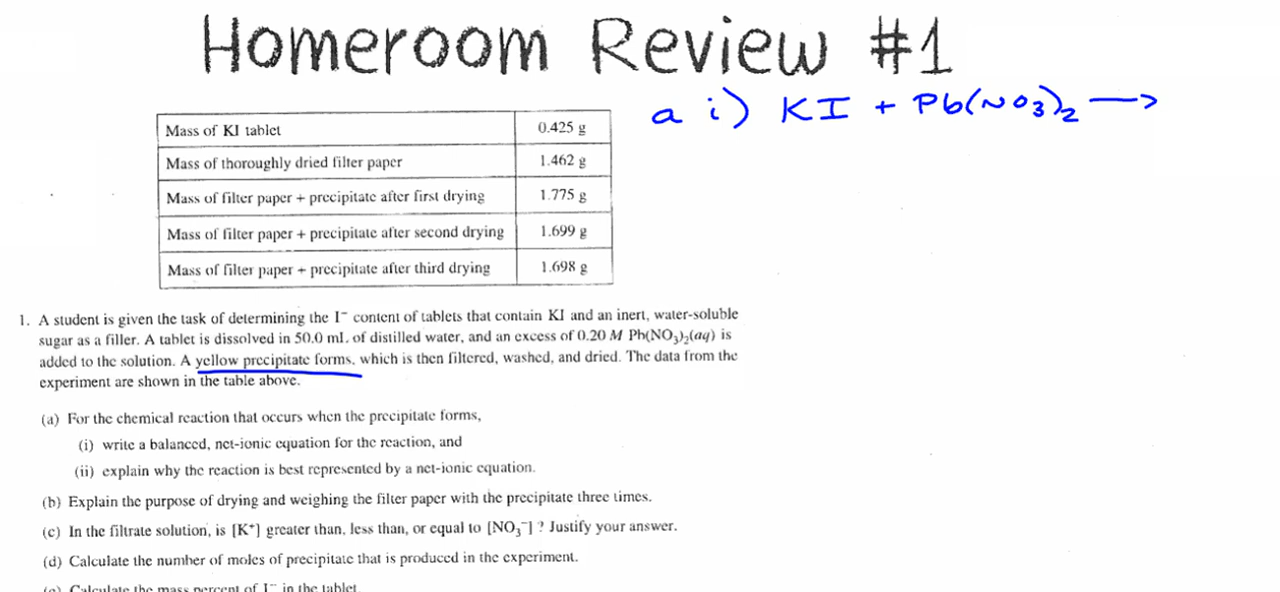 Homeroom Review #1
a i) KI + Pb(NO3)2 →
Mass of KI tablet 0.425 g
Mass of thoroughly dried filter paper 1.462 g
Mass of filter paper + precipitate after first drying 1.775 g
Mass of filter paper + precipitate after second drying 1.699 g
Mass of filter paper + precipitate after third drying 1.698 g
1. A student is given the task of determining the I⁻ content of tablets that contain KI and an inert, water-soluble
sugar as a filler. A tablet is dissolved in 50.0 mL of distilled water, and an excess of 0.20 M Pb(NO₃)₂(aq) is
added to the solution. A yellow precipitate forms, which is then filtered, washed, and dried. The data from the
experiment are shown in the table above.
(a) For the chemical reaction that occurs when the precipitate forms,
(i) write a balanced, net-ionic equation for the reaction, and
(ii) explain why the reaction is best represented by a net-ionic equation.
(b) Explain the purpose of drying and weighing the filter paper with the precipitate three times.
(c) In the filtrate solution, is [K⁺] greater than, less than, or equal to [NO₃⁻] ? Justify your answer.
(d) Calculate the number of moles of precipitate that is produced in the experiment.
(e) Calculate the mass percent of I⁻ in the tablet.